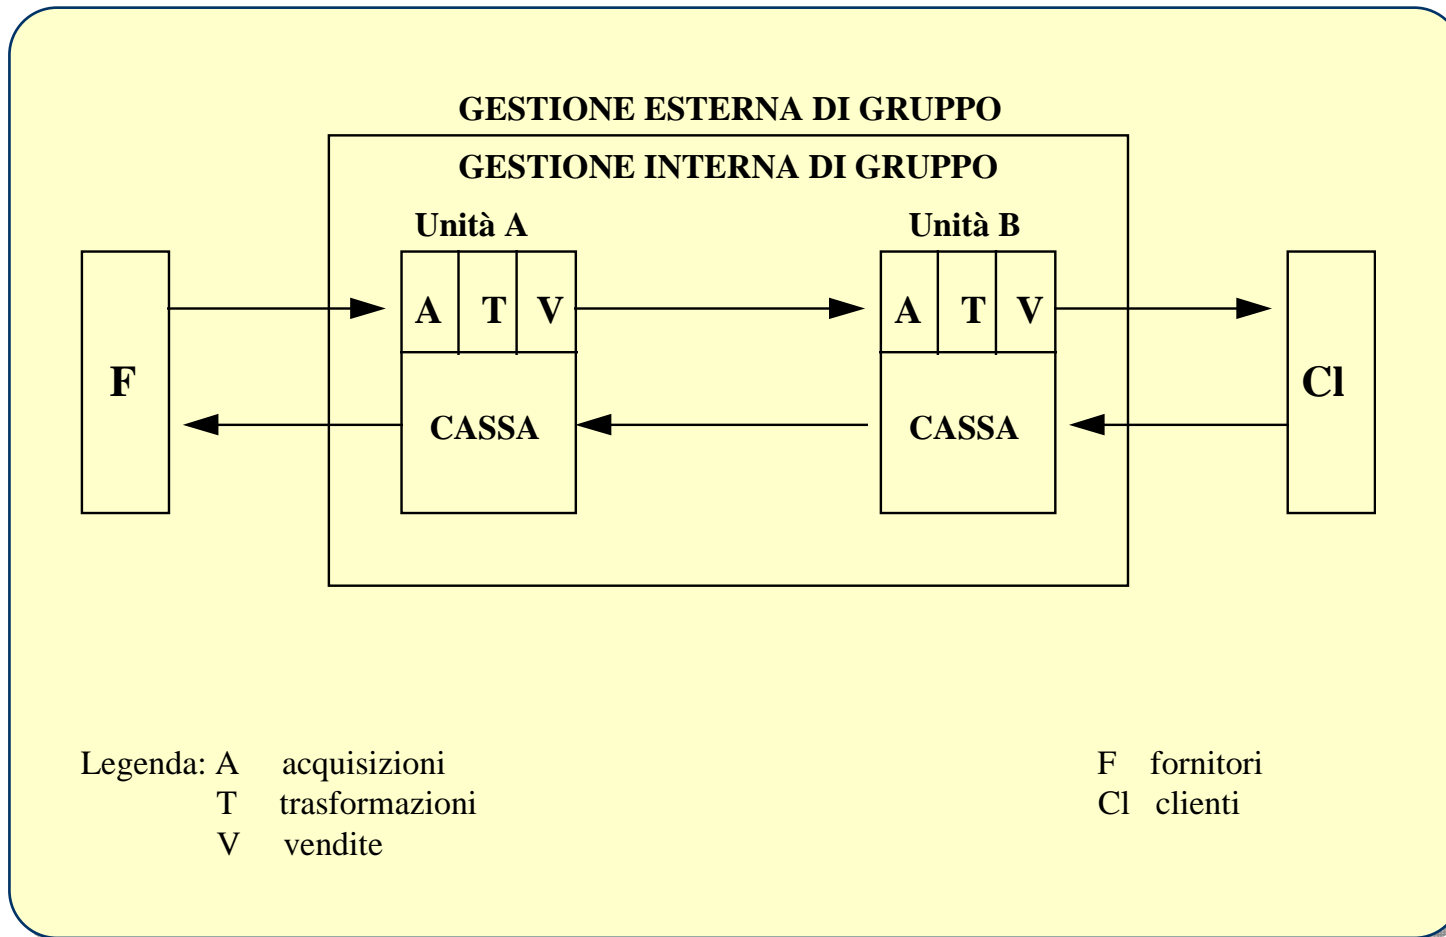 GESTIONE ESTERNA DI GRUPPO
GESTIONE INTERNA DI GRUPPO
Unità A Unità B
A T V A T V
F Cl
CASSA CASSA
Legenda: A acquisizioni F fornitori
T trasformazioni Cl clienti
V vendite